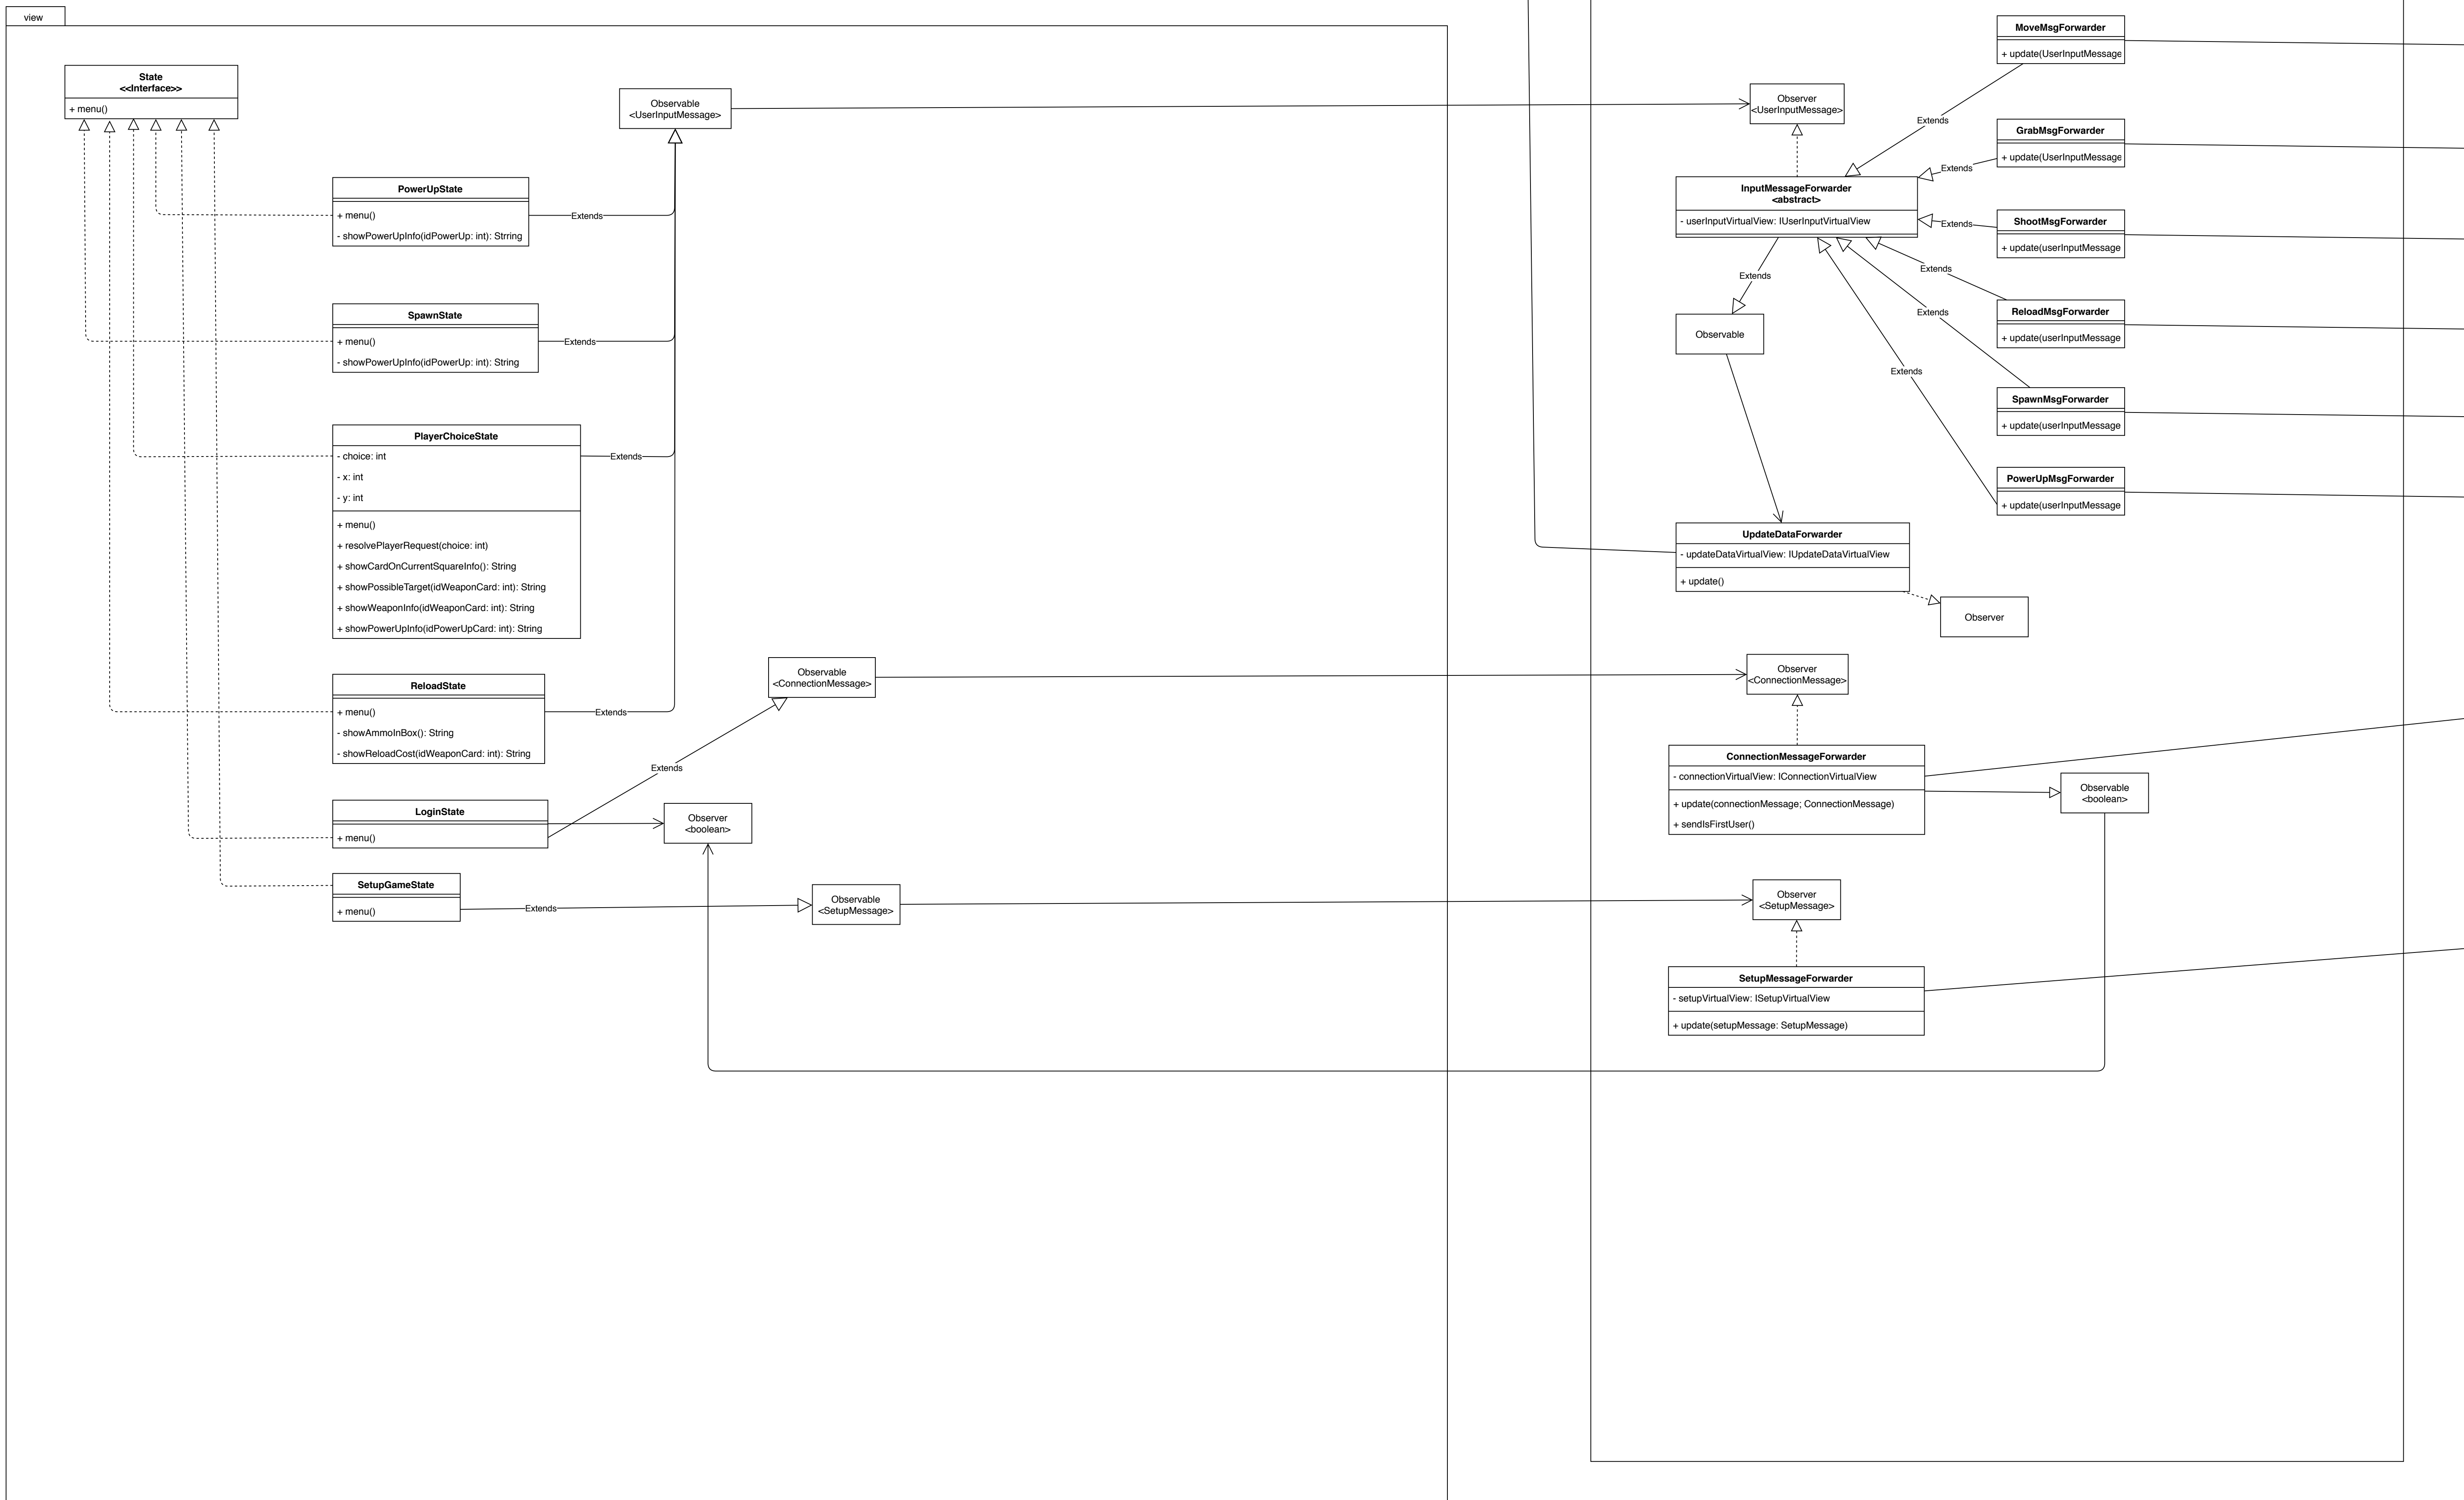 view
State
<<Interface>>
+ menu()
Observable
<UserInputMessage>
PowerUpState
+ menu()
- showPowerUpInfo(idPowerUp: int): Strring
Extends
SpawnState
+ menu()
- showPowerUpInfo(idPowerUp: int): String
Extends
PlayerChoiceState
- choice: int
- x: int
- y: int
+ menu()
+ resolvePlayerRequest(choice: int)
+ showCardOnCurrentSquareInfo(): String
+ showPossibleTarget(idWeaponCard: int): String
+ showWeaponInfo(idWeaponCard: int): String
+ showPowerUpInfo(idPowerUpCard: int): String
Extends
ReloadState
+ menu()
- showAmmoInBox(): String
- showReloadCost(idWeaponCard: int): String
Extends
Observable
<ConnectionMessage>
Extends
LoginState
+ menu()
Observer
<boolean>
SetupGameState
+ menu()
Extends
Observable
<SetupMessage>
Observer
<UserInputMessage>
InputMessageForwarder
<abstract>
- userInputVirtualView: IUserInputVirtualView
Extends
Observable
MoveMsgForwarder
+ update(UserInputMessage
Extends
GrabMsgForwarder
+ update(UserInputMessage
Extends
ShootMsgForwarder
+ update(userInputMessage
Extends
ReloadMsgForwarder
+ update(userInputMessage
Extends
SpawnMsgForwarder
+ update(userInputMessage
Extends
PowerUpMsgForwarder
+ update(userInputMessage
Extends
UpdateDataForwarder
- updateDataVirtualView: IUpdateDataVirtualView
+ update()
Observer
Observer
<ConnectionMessage>
ConnectionMessageForwarder
- connectionVirtualView: IConnectionVirtualView
+ update(connectionMessage; ConnectionMessage)
+ sendIsFirstUser()
Observable
<boolean>
Observer
<SetupMessage>
SetupMessageForwarder
- setupVirtualView: ISetupVirtualView
+ update(setupMessage: SetupMessage)